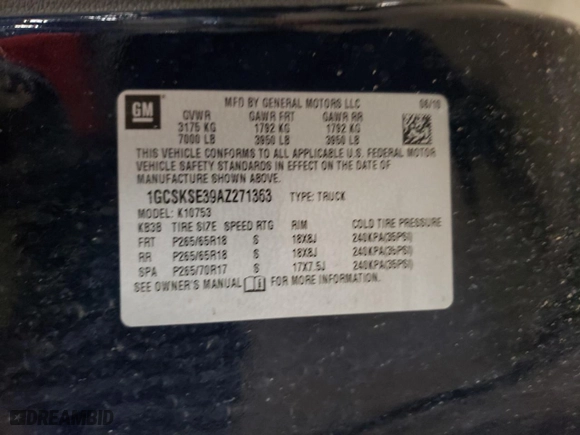 GM
MFD BY GENERAL MOTORS LLC 06/10
GVWR GAWR FRT GAWR RR
3175 KG 1792 KG 1792 KG
7000 LB 3950 LB 3950 LB
THIS VEHICLE CONFORMS TO ALL APPLICABLE U.S. FEDERAL MOTOR
VEHICLE SAFETY STANDARDS IN EFFECT ON THE DATE OF
MANUFACTURE SHOWN ABOVE.
1GCSKSE39AZ271363 TYPE: TRUCK
MODEL: K10753
KB3B TIRE SIZE SPEED RTG RIM COLD TIRE PRESSURE
FRT P265/65R18 S 18X8J 240KPA(35PSI)
RR P265/65R18 S 18X8J 240KPA(35PSI)
SPA P265/70R17 S 17X7.5J 240KPA(35PSI)
SEE OWNER'S MANUAL i FOR MORE INFORMATION.
DREAMBID